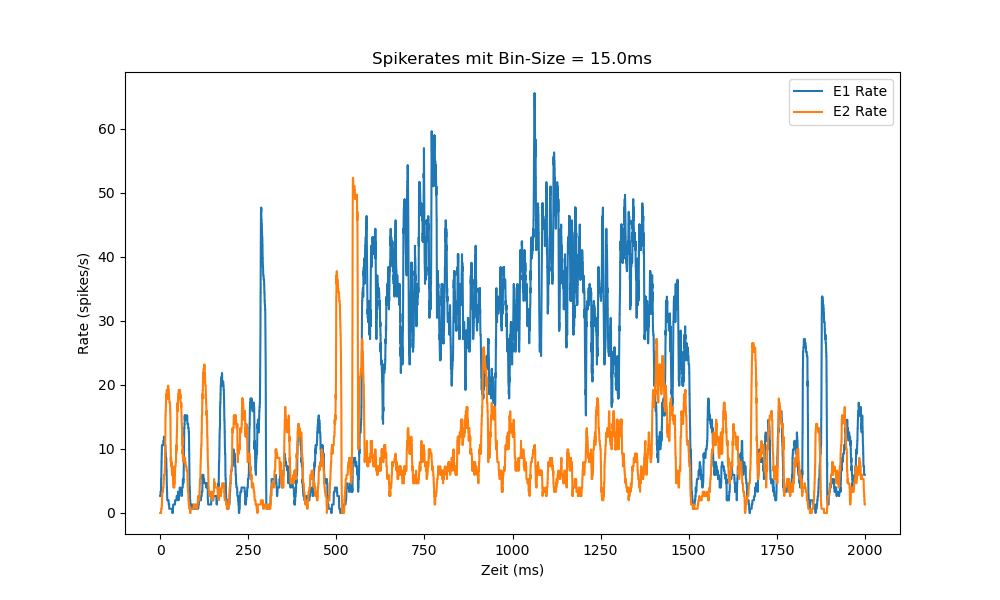 Spikerates mit Bin-Size = 15.0ms
E1 Rate
E2 Rate
Rate (spikes/s)
60
50
40
30
20
10
0
0 250 500 750 1000 1250 1500 1750 2000
Zeit (ms)